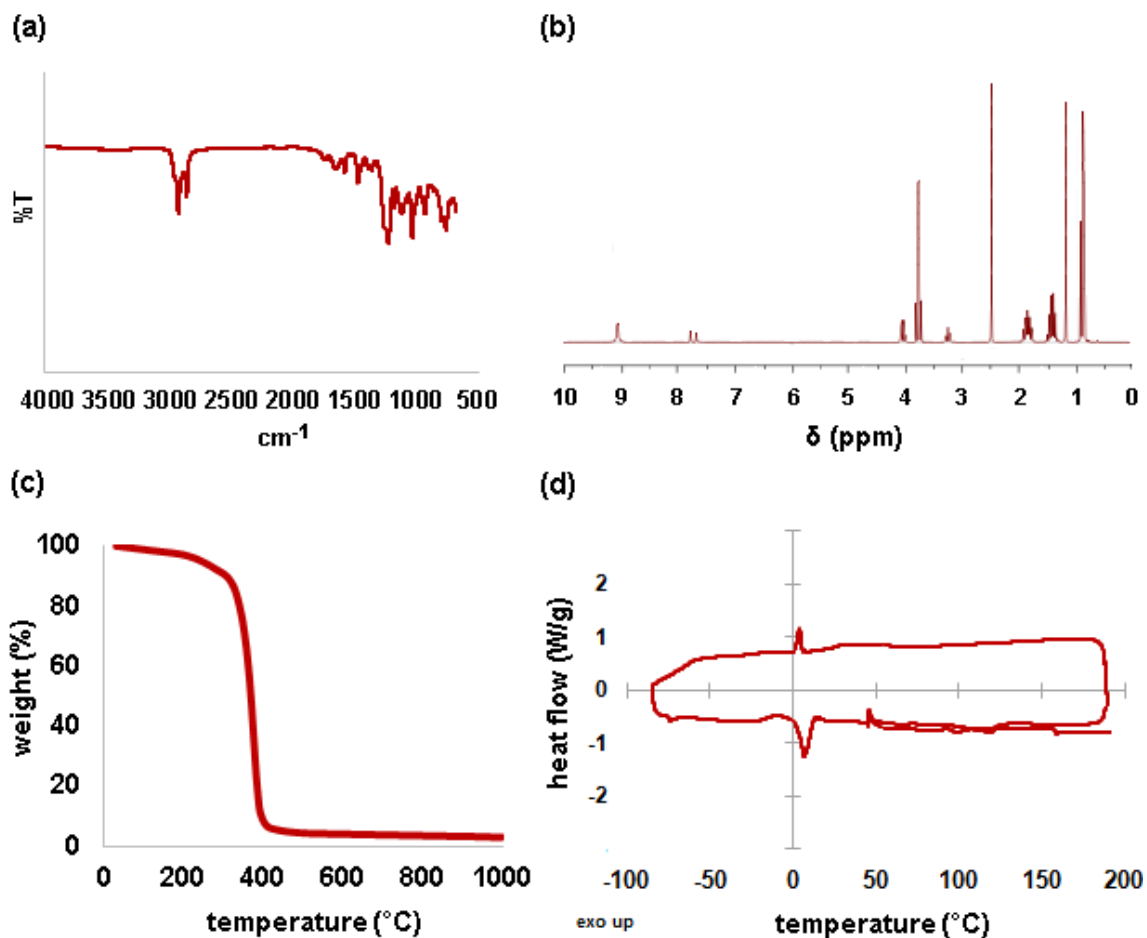 (a)
%T
4000 3500 3000 2500 2000 1500 1000 500
cm-1
(b)
10 9 8 7 6 5 4 3 2 1 0
δ (ppm)
(c)
100
80
60
40
20
0
weight (%)
0 200 400 600 800 1000
temperature (°C)
(d)
2
1
0
-1
-2
heat flow (W/g)
-100 -50 0 50 100 150 200
exo up
temperature (°C)